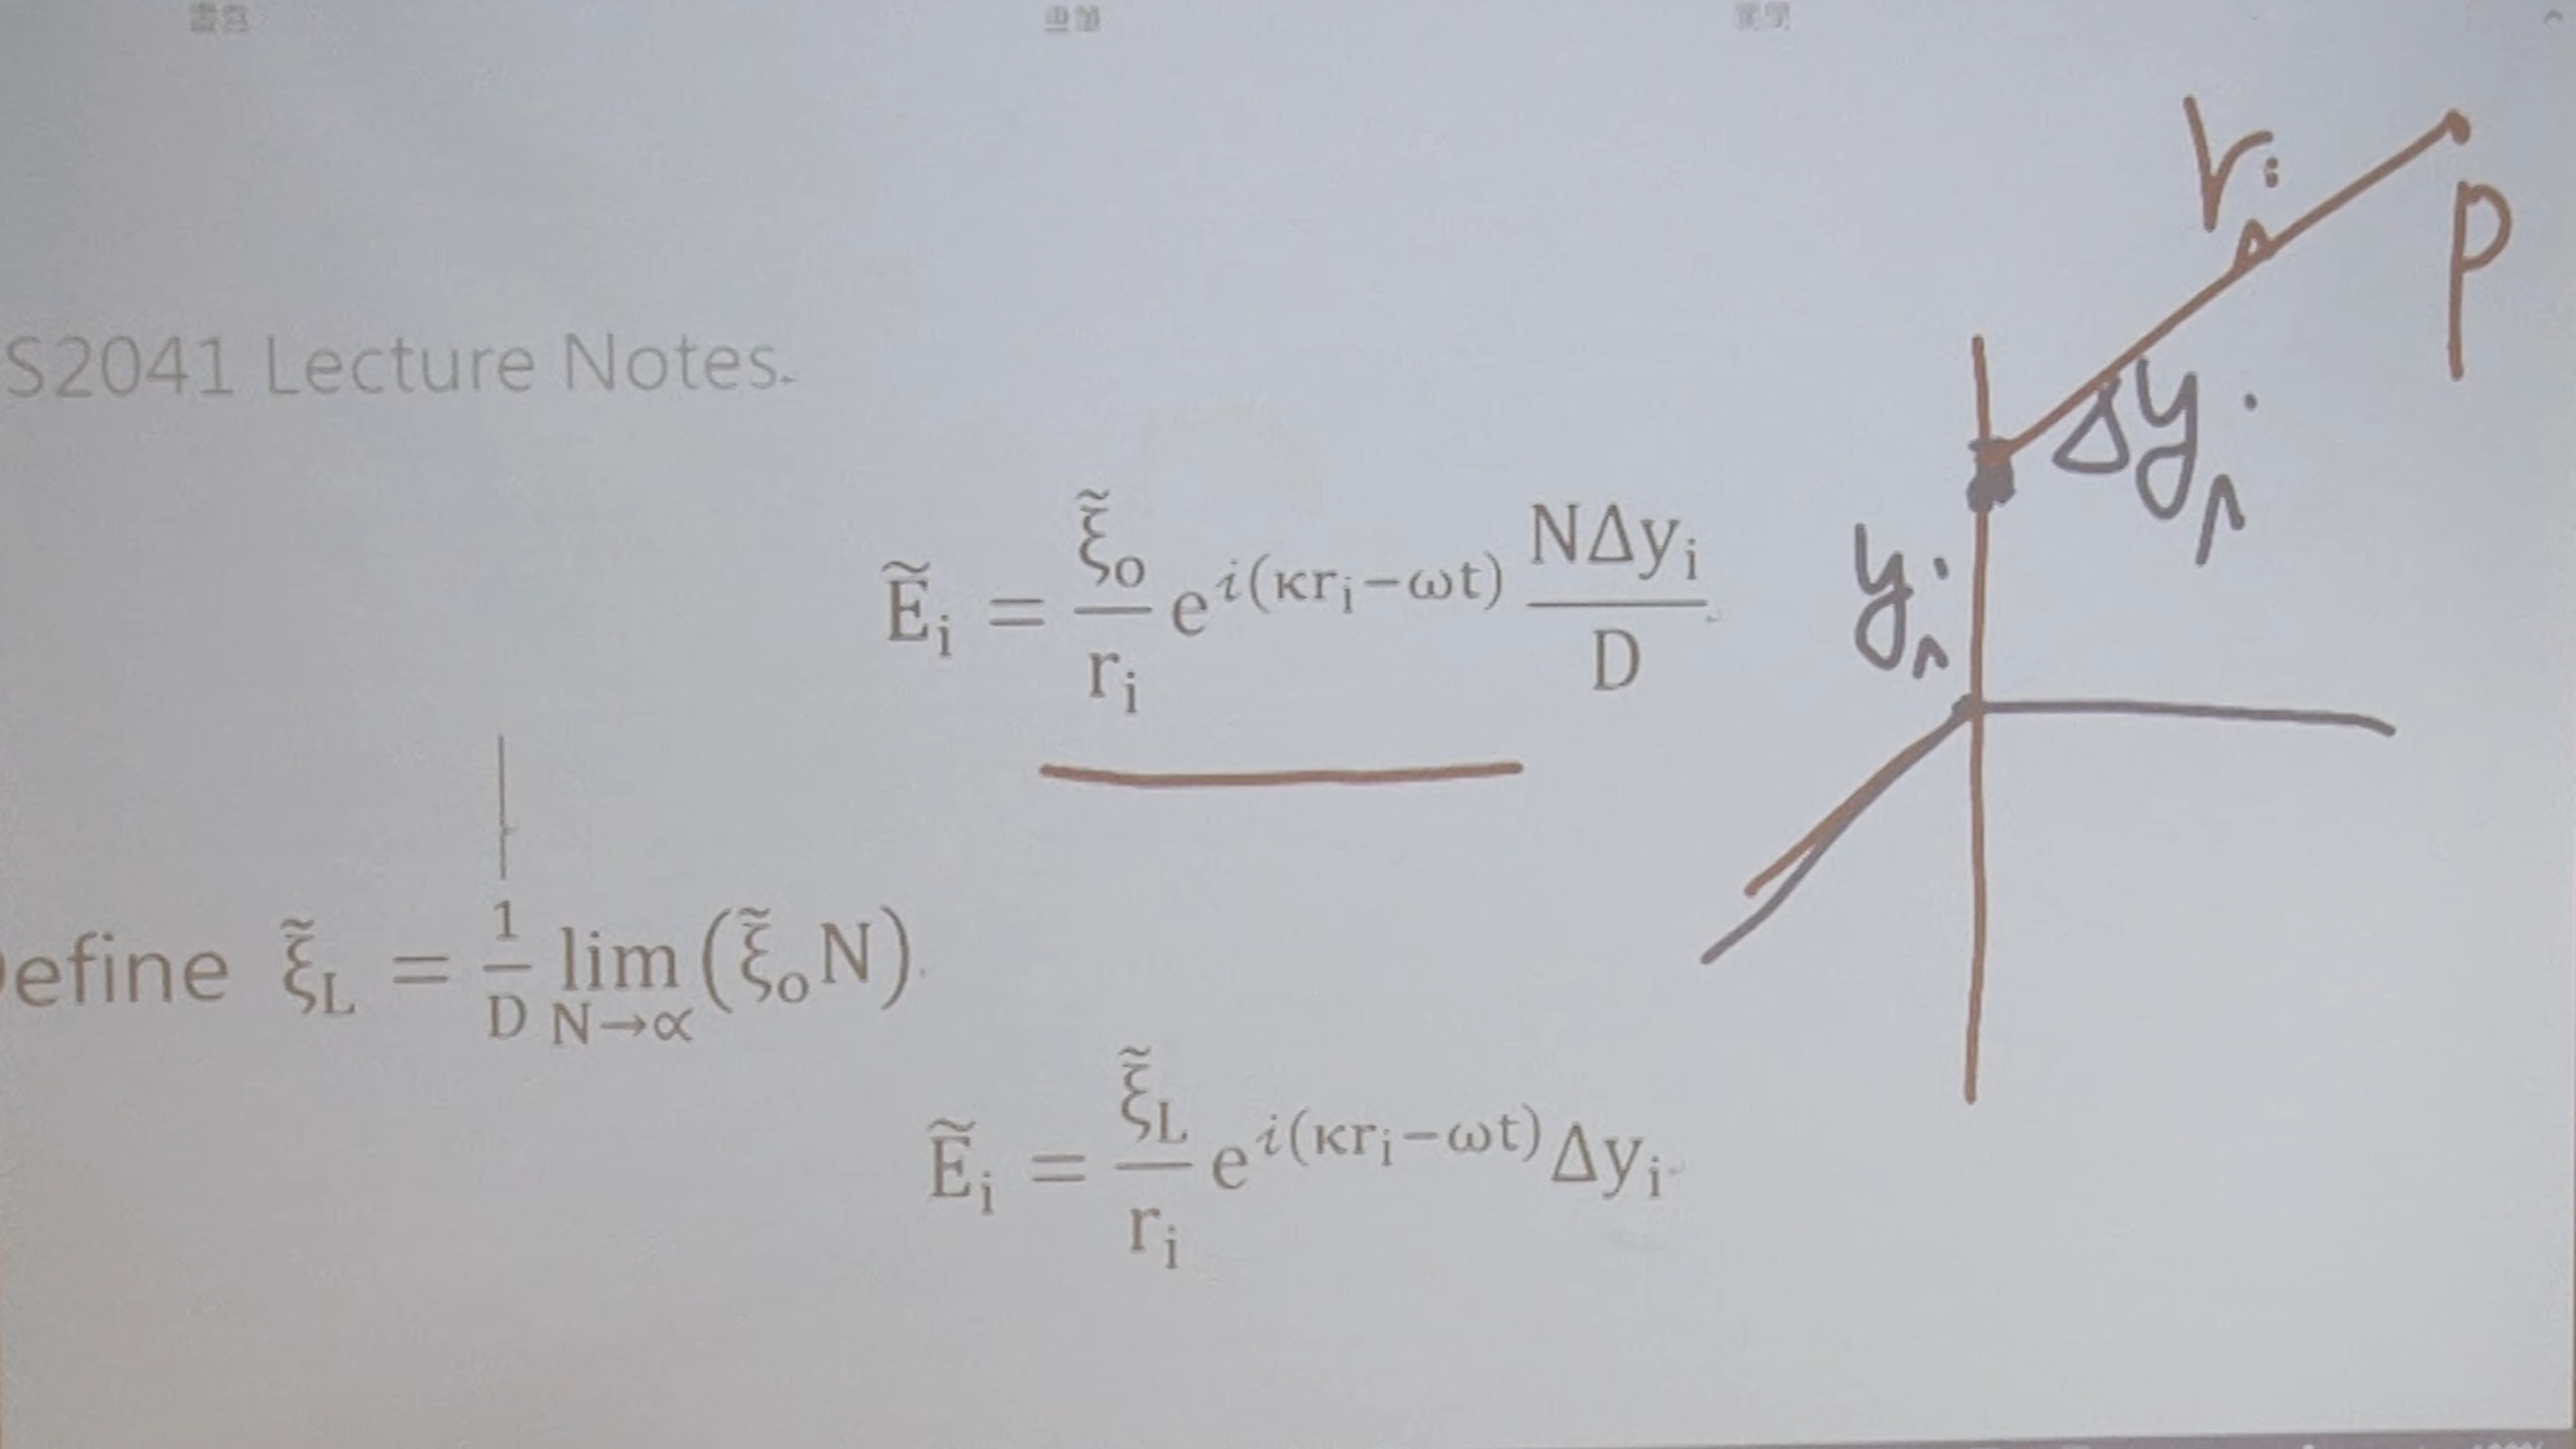 S2041 Lecture Notes.
r_i
P
Δy_i
Ẽ_i = ξ̃_o/r_i e^{i(κr_i−ωt)} NΔy_i/D
y_i
efine ξ̃_L = 1/D lim_{N→∝} (ξ̃_o N)
Ẽ_i = ξ̃_L/r_i e^{i(κr_i−ωt)} Δy_i